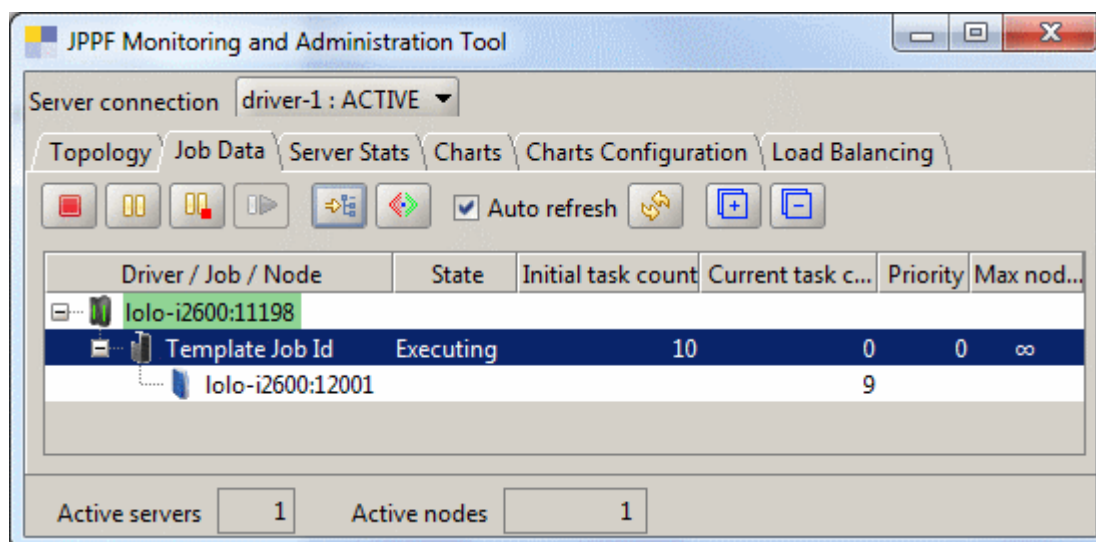 JPPF Monitoring and Administration Tool
Server connection driver-1 : ACTIVE
Topology Job Data Server Stats Charts Charts Configuration Load Balancing
Auto refresh
Driver / Job / Node State Initial task count Current task c... Priority Max nod...
lolo-i2600:11198
Template Job Id Executing 10 0 0 ∞
lolo-i2600:12001 9
Active servers 1 Active nodes 1